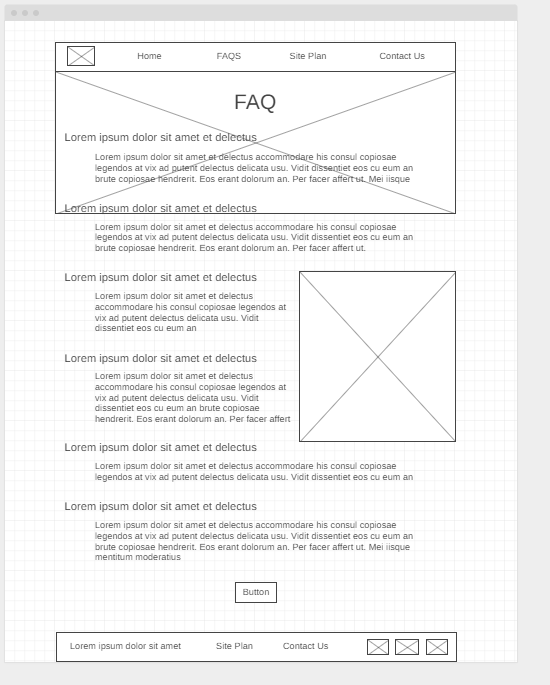 Home FAQS Site Plan Contact Us
FAQ
Lorem ipsum dolor sit amet et delectus
Lorem ipsum dolor sit amet et delectus accommodare his consul copiosae
legendos at vix ad putent delectus delicata usu. Vidit dissentiet eos cu eum an
brute copiosae hendrerit. Eos erant dolorum an. Per facer affert ut. Mei iisque
Lorem ipsum dolor sit amet et delectus
Lorem ipsum dolor sit amet et delectus accommodare his consul copiosae
legendos at vix ad putent delectus delicata usu. Vidit dissentiet eos cu eum an
brute copiosae hendrerit. Eos erant dolorum an. Per facer affert ut.
Lorem ipsum dolor sit amet et delectus
Lorem ipsum dolor sit amet et delectus
accommodare his consul copiosae legendos at
vix ad putent delectus delicata usu. Vidit
dissentiet eos cu eum an
Lorem ipsum dolor sit amet et delectus
Lorem ipsum dolor sit amet et delectus
accommodare his consul copiosae legendos at
vix ad putent delectus delicata usu. Vidit
dissentiet eos cu eum an brute copiosae
hendrerit. Eos erant dolorum an. Per facer affert
Lorem ipsum dolor sit amet et delectus
Lorem ipsum dolor sit amet et delectus accommodare his consul copiosae
legendos at vix ad putent delectus delicata usu. Vidit dissentiet eos cu eum an
Lorem ipsum dolor sit amet et delectus
Lorem ipsum dolor sit amet et delectus accommodare his consul copiosae
legendos at vix ad putent delectus delicata usu. Vidit dissentiet eos cu eum an
brute copiosae hendrerit. Eos erant dolorum an. Per facer affert ut. Mei iisque
mentitum moderatius
Button
Lorem ipsum dolor sit amet Site Plan Contact Us